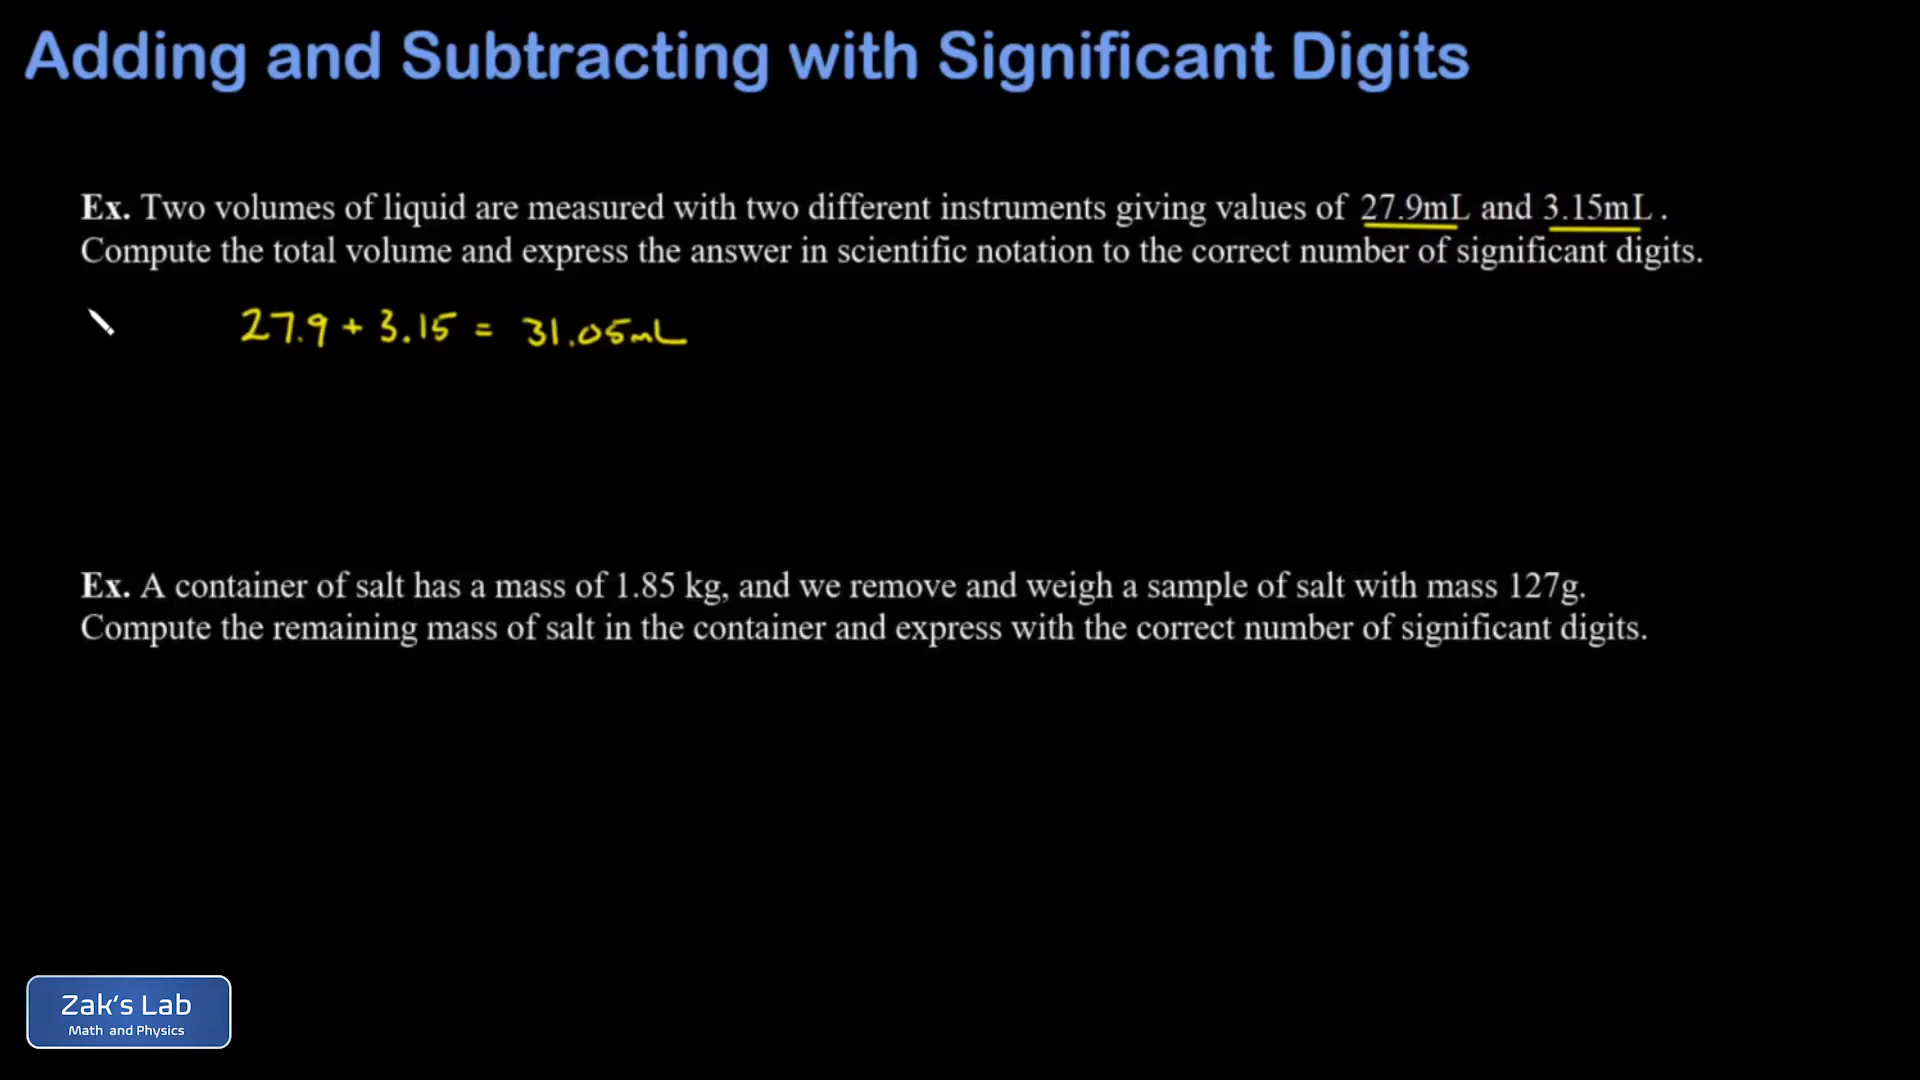 Adding and Subtracting with Significant Digits
Ex. Two volumes of liquid are measured with two different instruments giving values of 27.9mL and 3.15mL .
Compute the total volume and express the answer in scientific notation to the correct number of significant digits.
27.9 + 3.15 = 31.05mL
Ex. A container of salt has a mass of 1.85 kg, and we remove and weigh a sample of salt with mass 127g.
Compute the remaining mass of salt in the container and express with the correct number of significant digits.
Zak's Lab
Math and Physics